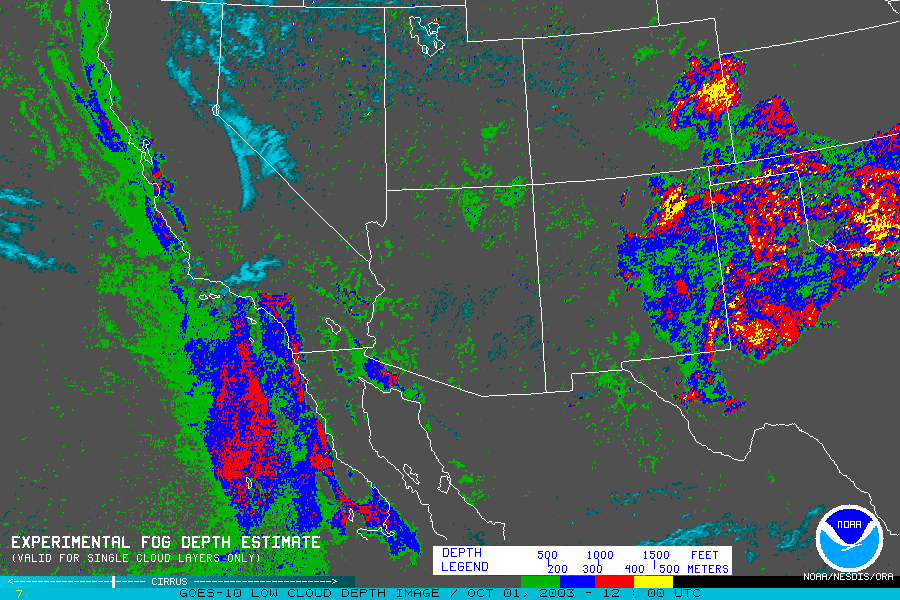 NOAA
EXPERIMENTAL FOG DEPTH ESTIMATE
(VALID FOR SINGLE CLOUD LAYERS ONLY)
DEPTH 500 1000 1500 FEET
LEGEND 200 300 400 500 METERS
NOAA/NESDIS/ORA
<---------- CIRRUS ---------->
7 GOES-10 LOW CLOUD DEPTH IMAGE / OCT 01, 2003 - 12 : 00 UTC